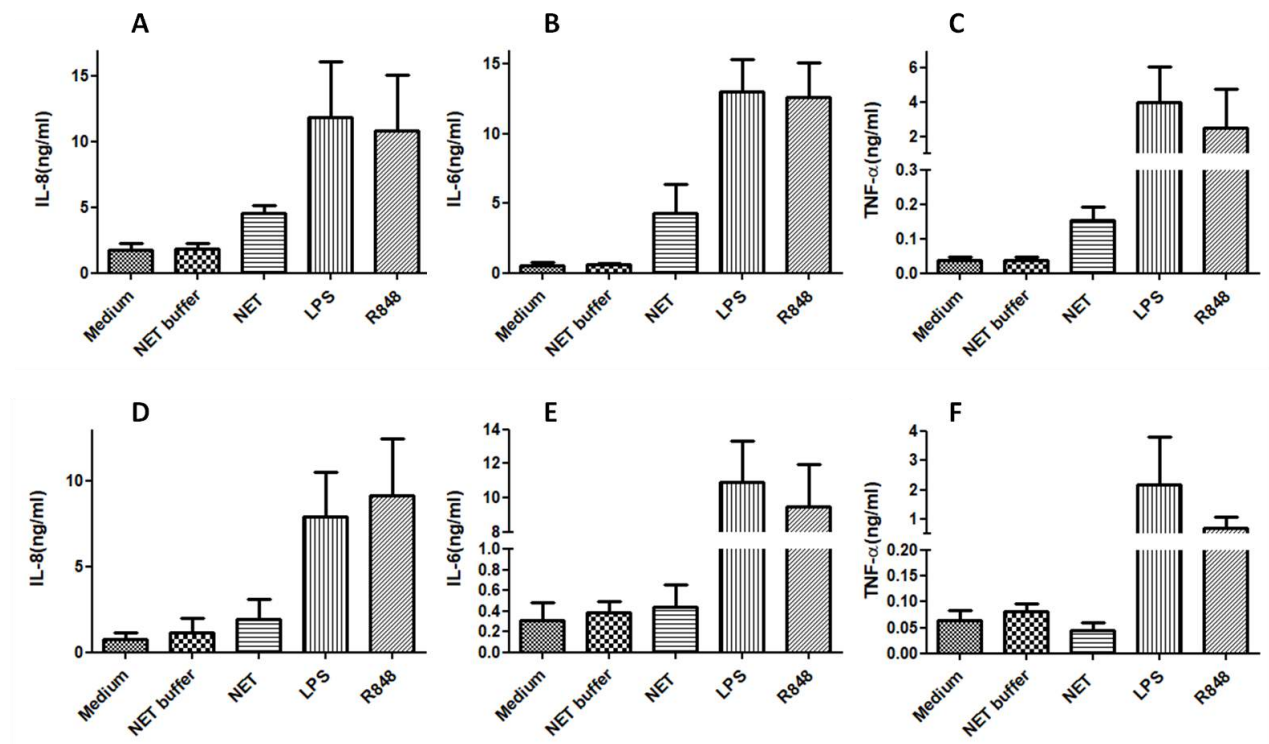 A
B
C
IL-8(ng/ml)
15
10
5
0
Medium
NET buffer
NET
LPS
R848
IL-6(ng/ml)
15
10
5
0
Medium
NET buffer
NET
LPS
R848
TNF-α(ng/ml)
6
4
2
0.3
0.2
0.1
0.0
Medium
NET buffer
NET
LPS
R848
D
E
F
IL-8(ng/ml)
10
5
0
Medium
NET buffer
NET
LPS
R848
IL-6(ng/ml)
14
12
10
8
1.0
0.8
0.6
0.4
0.2
0.0
Medium
NET buffer
NET
LPS
R848
TNF-α(ng/ml)
4
3
2
1
0.20
0.15
0.10
0.05
0.00
Medium
NET buffer
NET
LPS
R848